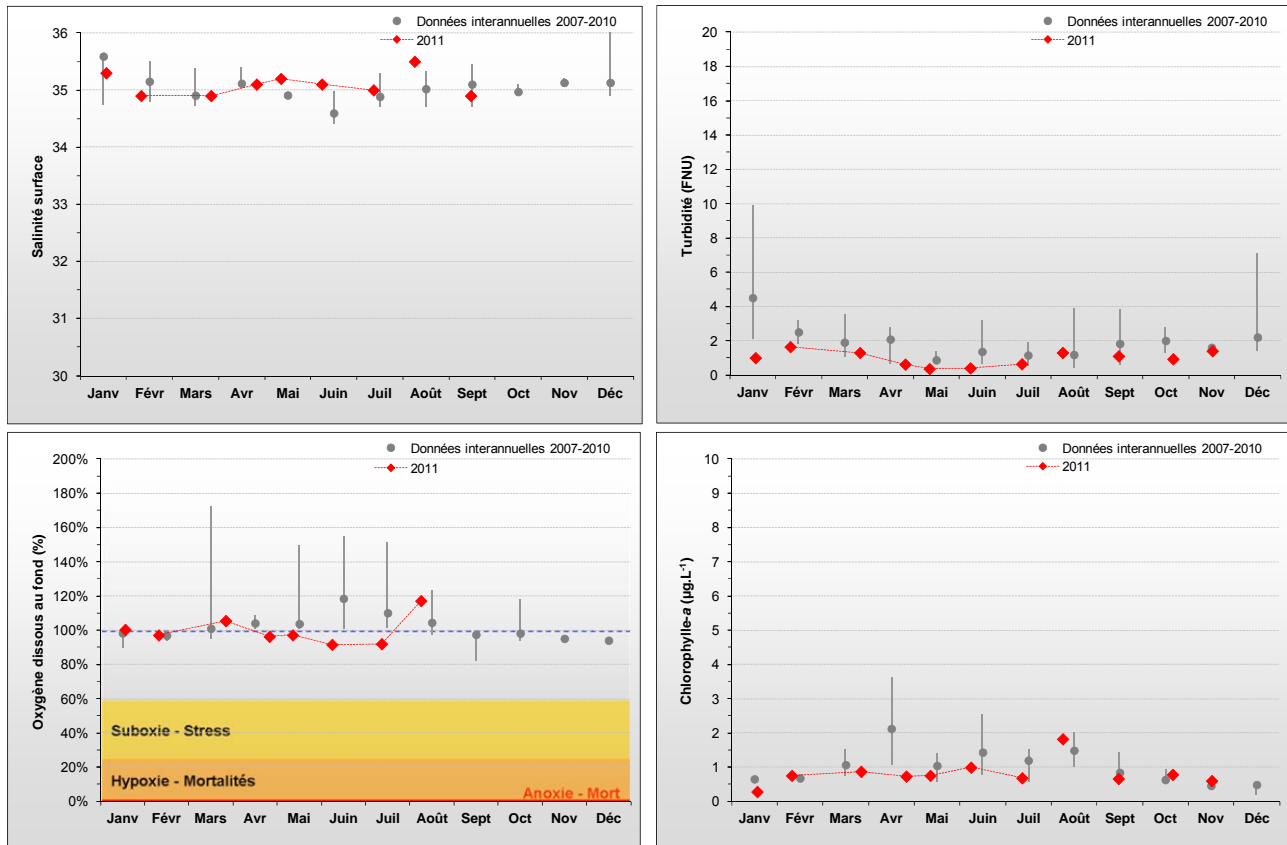 Données interannuelles 2007-2010
2011
Salinité surface
36
35
34
33
32
31
30
Janv Févr Mars Avr Mai Juin Juil Août Sept Oct Nov Déc
Données interannuelles 2007-2010
2011
Turbidité (FNU)
20
18
16
14
12
10
8
6
4
2
0
Janv Févr Mars Avr Mai Juin Juil Août Sept Oct Nov Déc
Données interannuelles 2007-2010
2011
Oxygène dissous au fond (%)
200%
180%
160%
140%
120%
100%
80%
60%
Suboxie - Stress
40%
20%
Hypoxie - Mortalités
Anoxie - Mort
0%
Janv Févr Mars Avr Mai Juin Juil Août Sept Oct Nov Déc
Données interannuelles 2007-2010
2011
Chlorophylle-a (µg.L⁻¹)
10
9
8
7
6
5
4
3
2
1
0
Janv Févr Mars Avr Mai Juin Juil Août Sept Oct Nov Déc